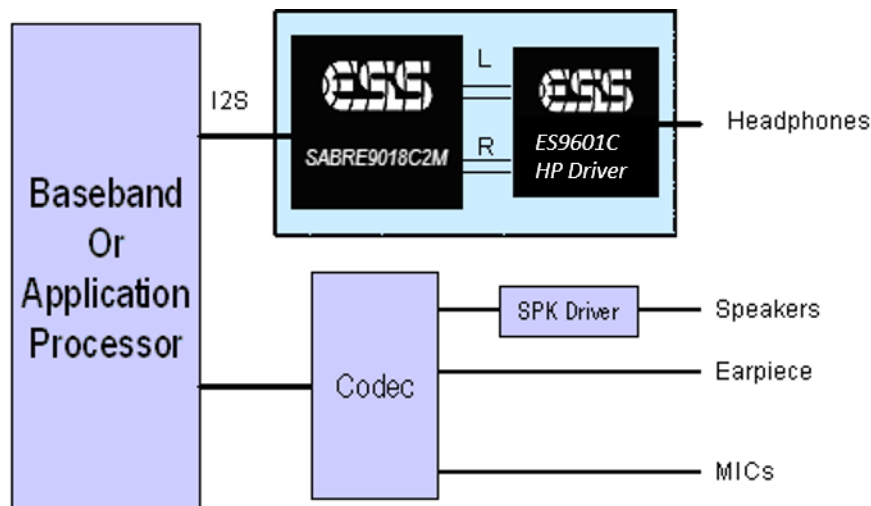 I2S
ESS
SABRE9018C2M
L
R
ESS
ES9601C
HP Driver
Headphones
Baseband
Or
Application
Processor
Codec
SPK Driver
Speakers
Earpiece
MICs